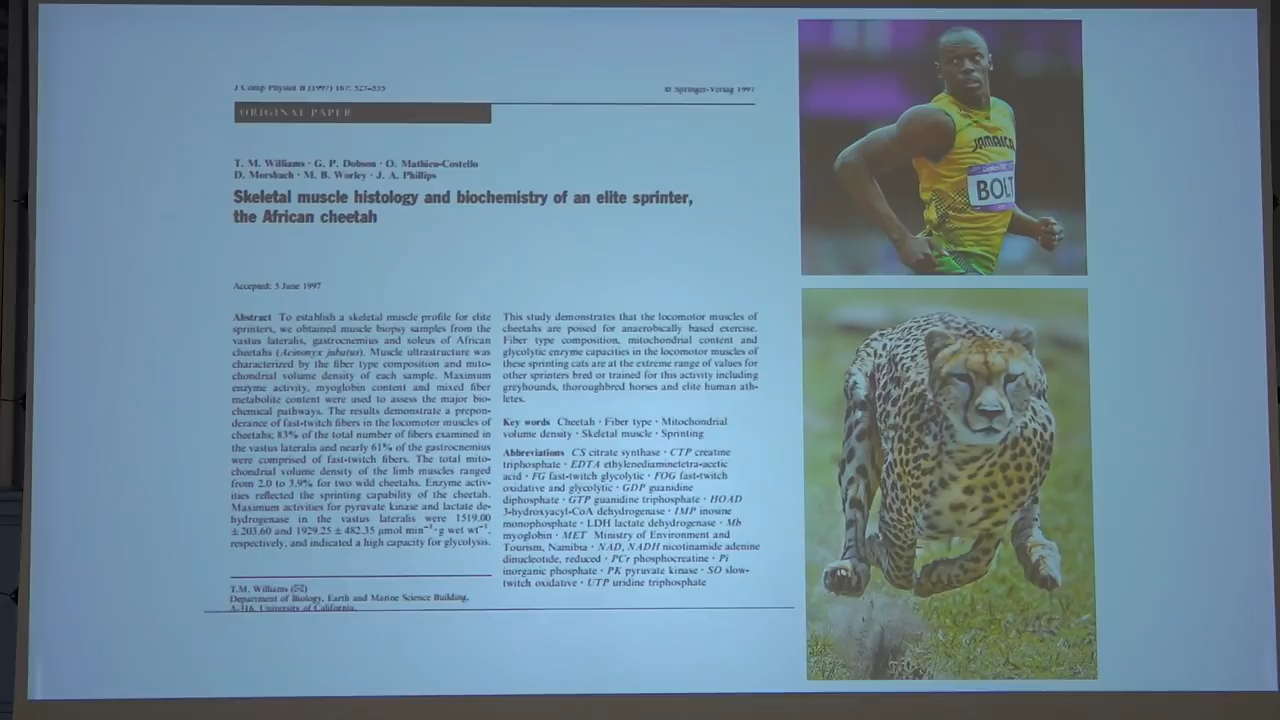 J Comp Physiol B (1997) 167: 527–535
© Springer-Verlag 1997
ORIGINAL PAPER
T. M. Williams · G. P. Dobson · O. Mathieu-Costello
D. Morsbach · M. B. Worley · J. A. Phillips
Skeletal muscle histology and biochemistry of an elite sprinter,
the African cheetah
Accepted: 5 June 1997
Abstract To establish a skeletal muscle profile for elite
sprinters, we obtained muscle biopsy samples from the
vastus lateralis, gastrocnemius and soleus of African
cheetahs (Acinonyx jubatus). Muscle ultrastructure was
characterized by the fiber type composition and mito-
chondrial volume density of each sample. Maximum
enzyme activity, myoglobin content and mixed fiber
metabolite content were used to assess the major bio-
chemical pathways. The results demonstrate a prepon-
derance of fast-twitch fibers in the locomotor muscles of
cheetahs; 83% of the total number of fibers examined in
the vastus lateralis and nearly 61% of the gastrocnemius
were comprised of fast-twitch fibers. The total mito-
chondrial volume density of the limb muscles ranged
from 2.0 to 3.9% for two wild cheetahs. Enzyme activ-
ities reflected the sprinting capability of the cheetah.
Maximum activities for pyruvate kinase and lactate de-
hydrogenase in the vastus lateralis were 1519.00
± 203.60 and 1929.25 ± 482.35 μmol min⁻¹·g wet wt⁻¹,
respectively, and indicated a high capacity for glycolysis.
This study demonstrates that the locomotor muscles of
cheetahs are poised for anaerobically based exercise.
Fiber type composition, mitochondrial content and
glycolytic enzyme capacities in the locomotor muscles of
these sprinting cats are at the extreme range of values for
other sprinters bred or trained for this activity including
greyhounds, thoroughbred horses and elite human ath-
letes.
Key words Cheetah · Fiber type · Mitochondrial
volume density · Skeletal muscle · Sprinting
Abbreviations CS citrate synthase · CTP creatine
triphosphate · EDTA ethylenediaminetetra-acetic
acid · FG fast-twitch glycolytic · FOG fast-twitch
oxidative and glycolytic · GDP guanidine
diphosphate · GTP guanidine triphosphate · HOAD
3-hydroxyacyl-CoA dehydrogenase · IMP inosine
monophosphate · LDH lactate dehydrogenase · Mb
myoglobin · MET Ministry of Environment and
Tourism, Namibia · NAD, NADH nicotinamide adenine
dinucleotide, reduced · PCr phosphocreatine · Pi
inorganic phosphate · PK pyruvate kinase · SO slow-
twitch oxidative · UTP uridine triphosphate
T.M. Williams (✉)
Department of Biology, Earth and Marine Science Building,
A-316, University of California,
JAMAICA
BOLT